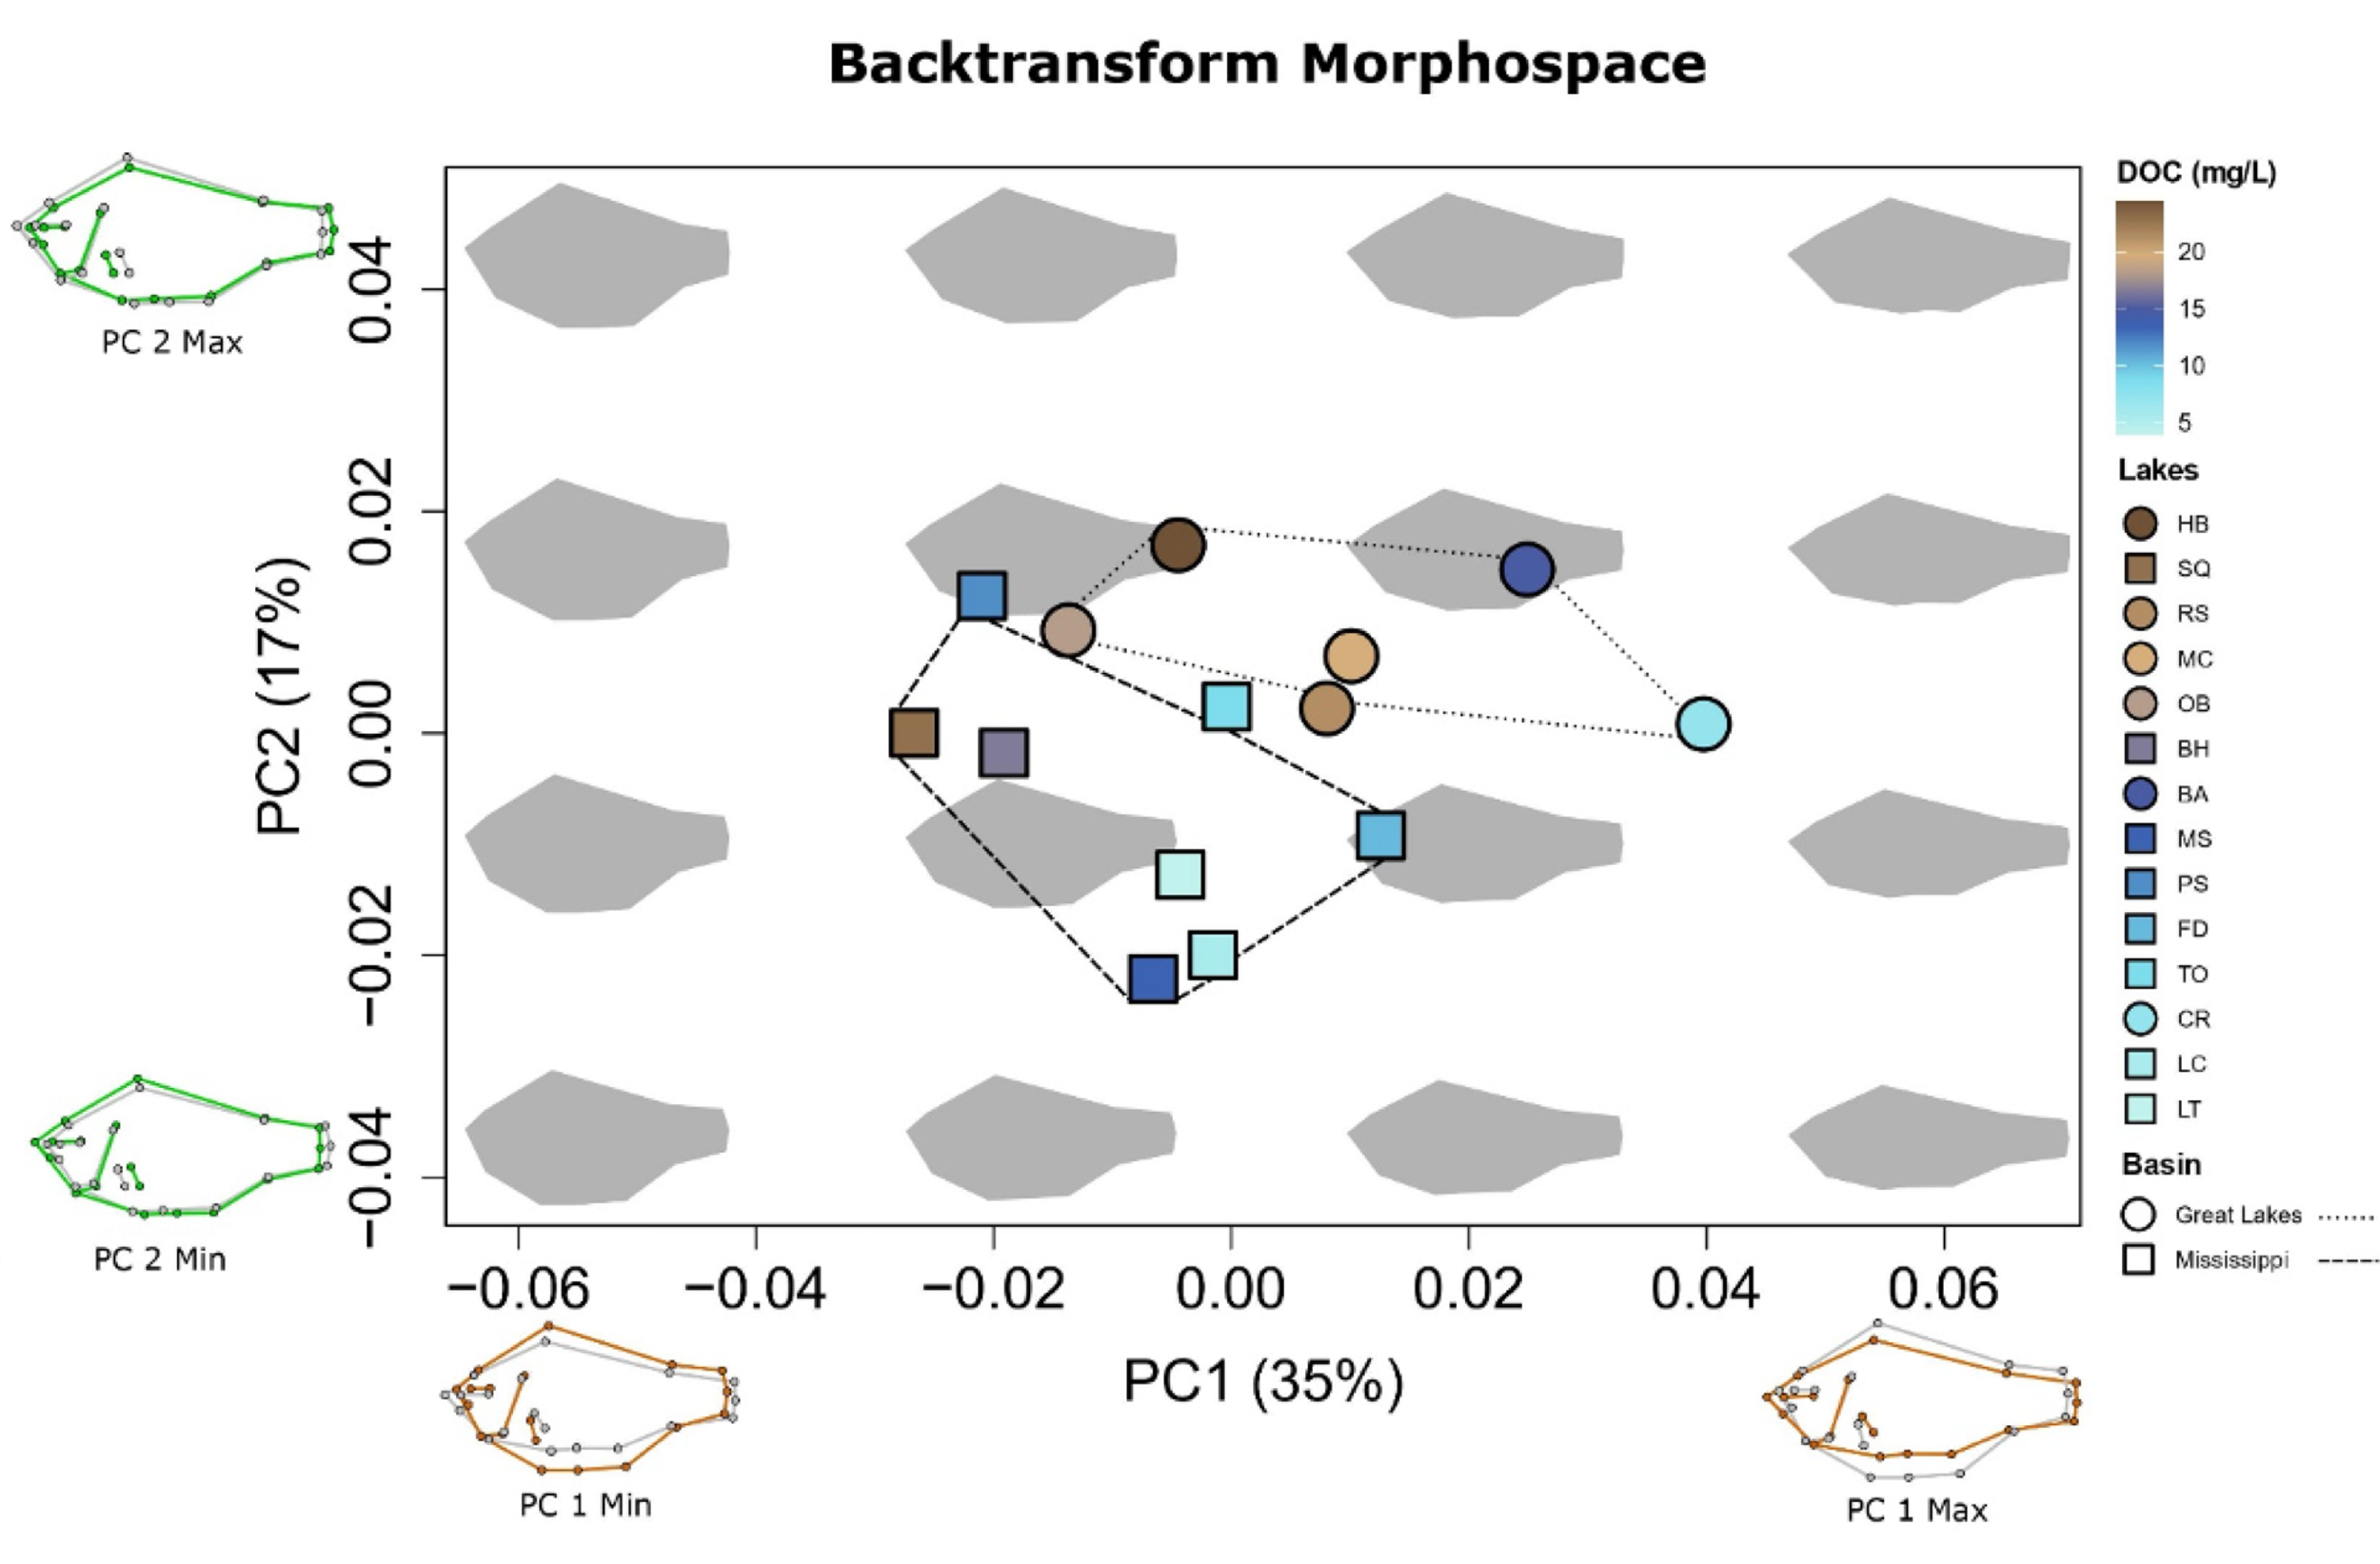 Backtransform Morphospace
PC 2 Max
PC 2 Min
PC2 (17%)
0.04
0.02
0.00
−0.02
−0.04
−0.06
−0.04
−0.02
0.00
0.02
0.04
0.06
PC1 (35%)
PC 1 Min
PC 1 Max
DOC (mg/L)
20
15
10
5
Lakes
HB
SQ
RS
MC
OB
BH
BA
MS
PS
FD
TO
CR
LC
LT
Basin
Great Lakes
Mississippi